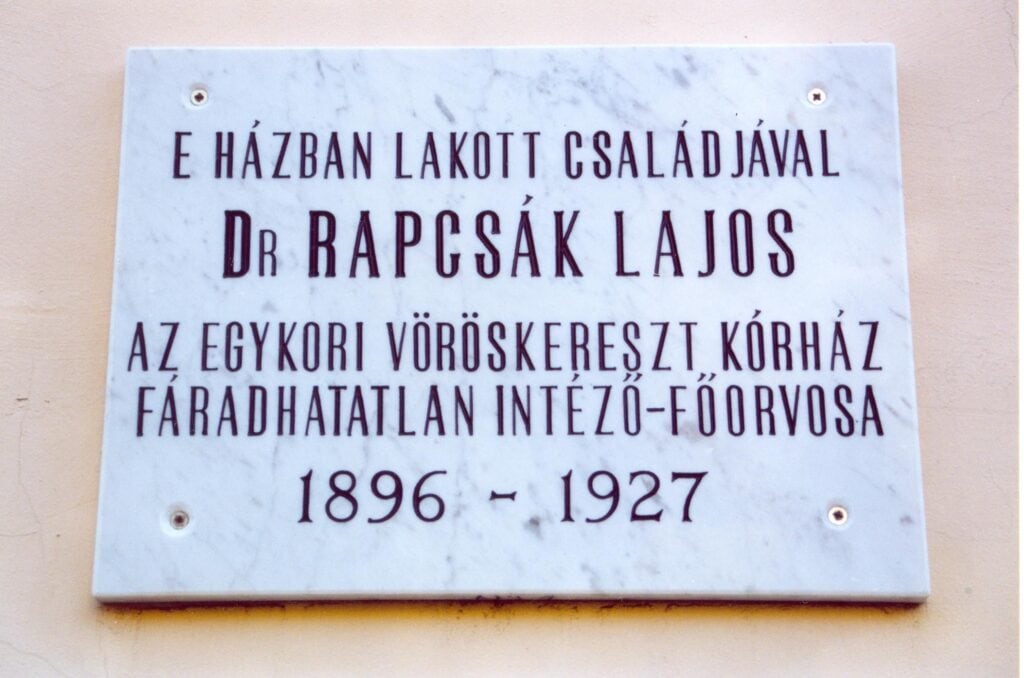 E HÁZBAN LAKOTT CSALÁDJÁVAL
DR RAPCSÁK LAJOS
AZ EGYKORI VÖRÖSKERESZT KÓRHÁZ
FÁRADHATATLAN INTÉZŐ-FŐORVOSA
1896 - 1927